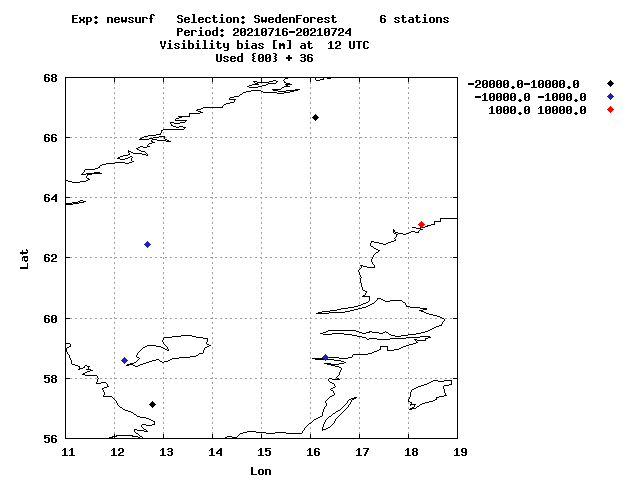 Exp: newsurf   Selection: SwedenForest      6 stations
Period: 20210716-20210724
Visibility bias [m] at  12 UTC
Used {00} + 36
-20000.0-10000.0
-10000.0 -1000.0
1000.0 10000.0
68
66
64
62
60
58
56
Lat
11 12 13 14 15 16 17 18 19
Lon